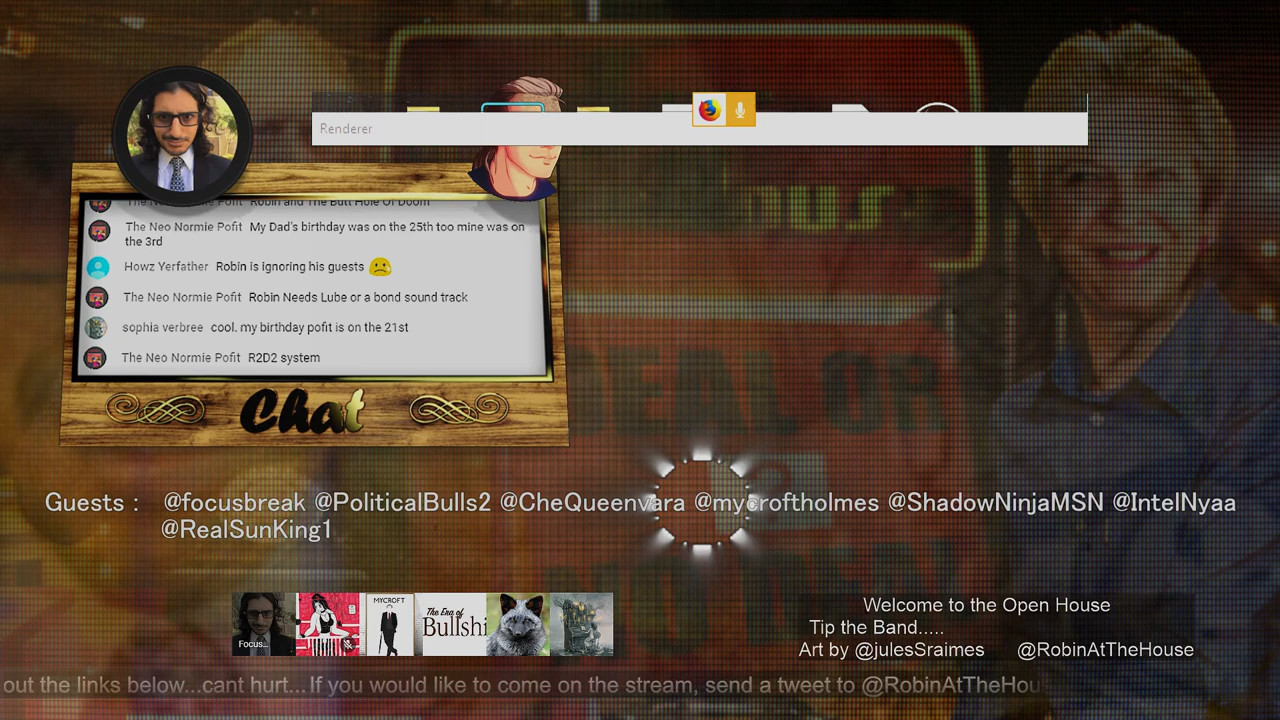 Renderer
The Neo Normie Pofit Robin and The Butt Hole Of Doom
The Neo Normie Pofit My Dad's birthday was on the 25th too mine was on
the 3rd
Howz Yerfather Robin is ignoring his guests
The Neo Normie Pofit Robin Needs Lube or a bond sound track
sophia verbree cool. my birthday pofit is on the 21st
The Neo Normie Pofit R2D2 system
Chat
DEAL OR
NO DEAL
Guests : @focusbreak @PoliticalBulls2 @CheQueenvara @mycroftholmes @ShadowNinjaMSN @IntelNyaa
@RealSunKing1
Focus...
MYCROFT
The Era of
Bullshi
Welcome to the Open House
Tip the Band.....
Art by @julesSraimes @RobinAtTheHouse
out the links below...cant hurt... If you would like to come on the stream, send a tweet to @RobinAtTheHou